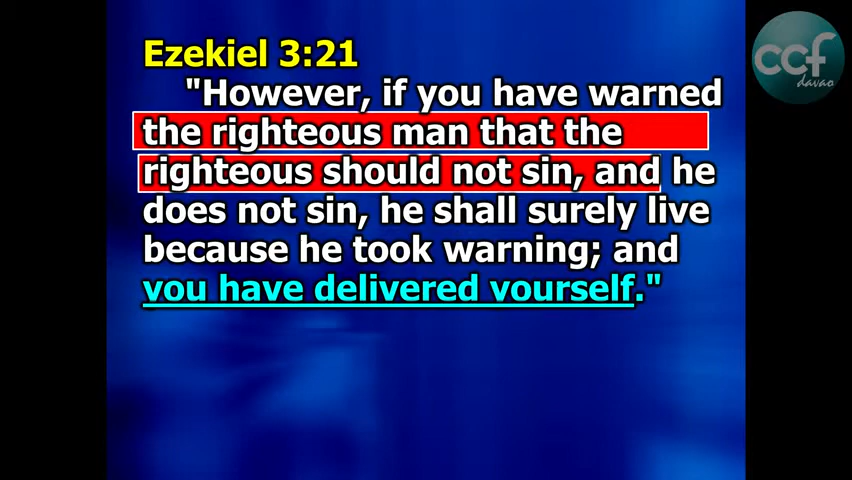 Ezekiel 3:21
"However, if you have warned
the righteous man that the
righteous should not sin, and he
does not sin, he shall surely live
because he took warning; and
you have delivered yourself."
ccf
davao